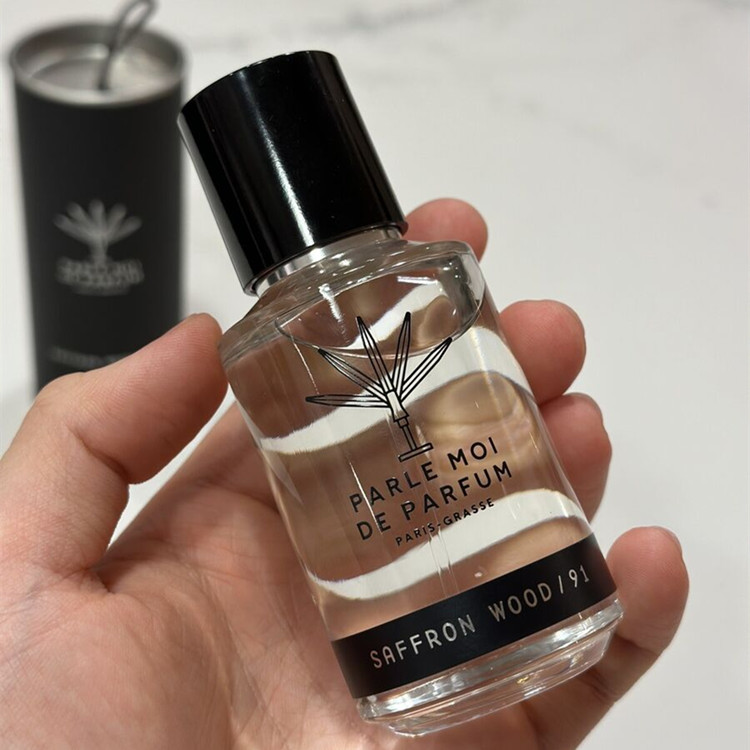 PARLE MOI
DE PARFUM
PARIS-GRASSE
SAFFRON WOOD/91